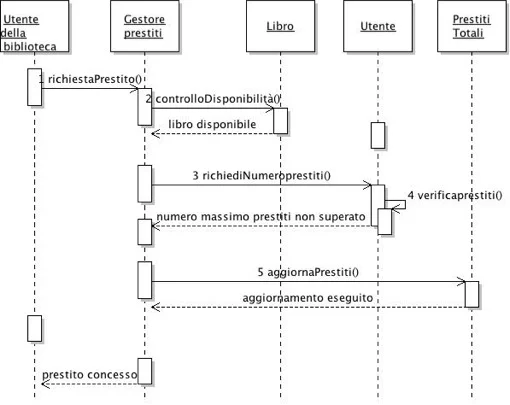 Utente
della
biblioteca
Gestore
prestiti
Libro
Utente
Prestiti
Totali
1 richiestaPrestito()
2 controlloDisponibilità()
libro disponibile
3 richiediNumeroprestiti()
4 verificaprestiti()
numero massimo prestiti non superato
5 aggiornaPrestiti()
aggiornamento eseguito
prestito concesso